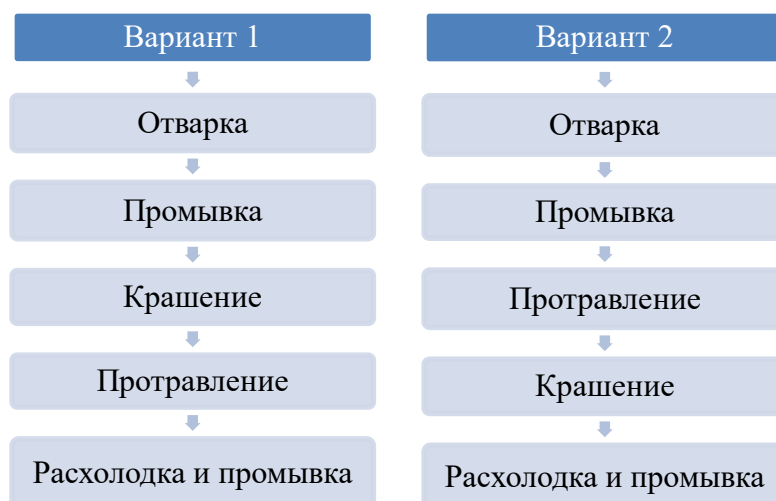 Вариант 1
Отварка
Промывка
Крашение
Протравление
Расхолодка и промывка
Вариант 2
Отварка
Промывка
Протравление
Крашение
Расхолодка и промывка